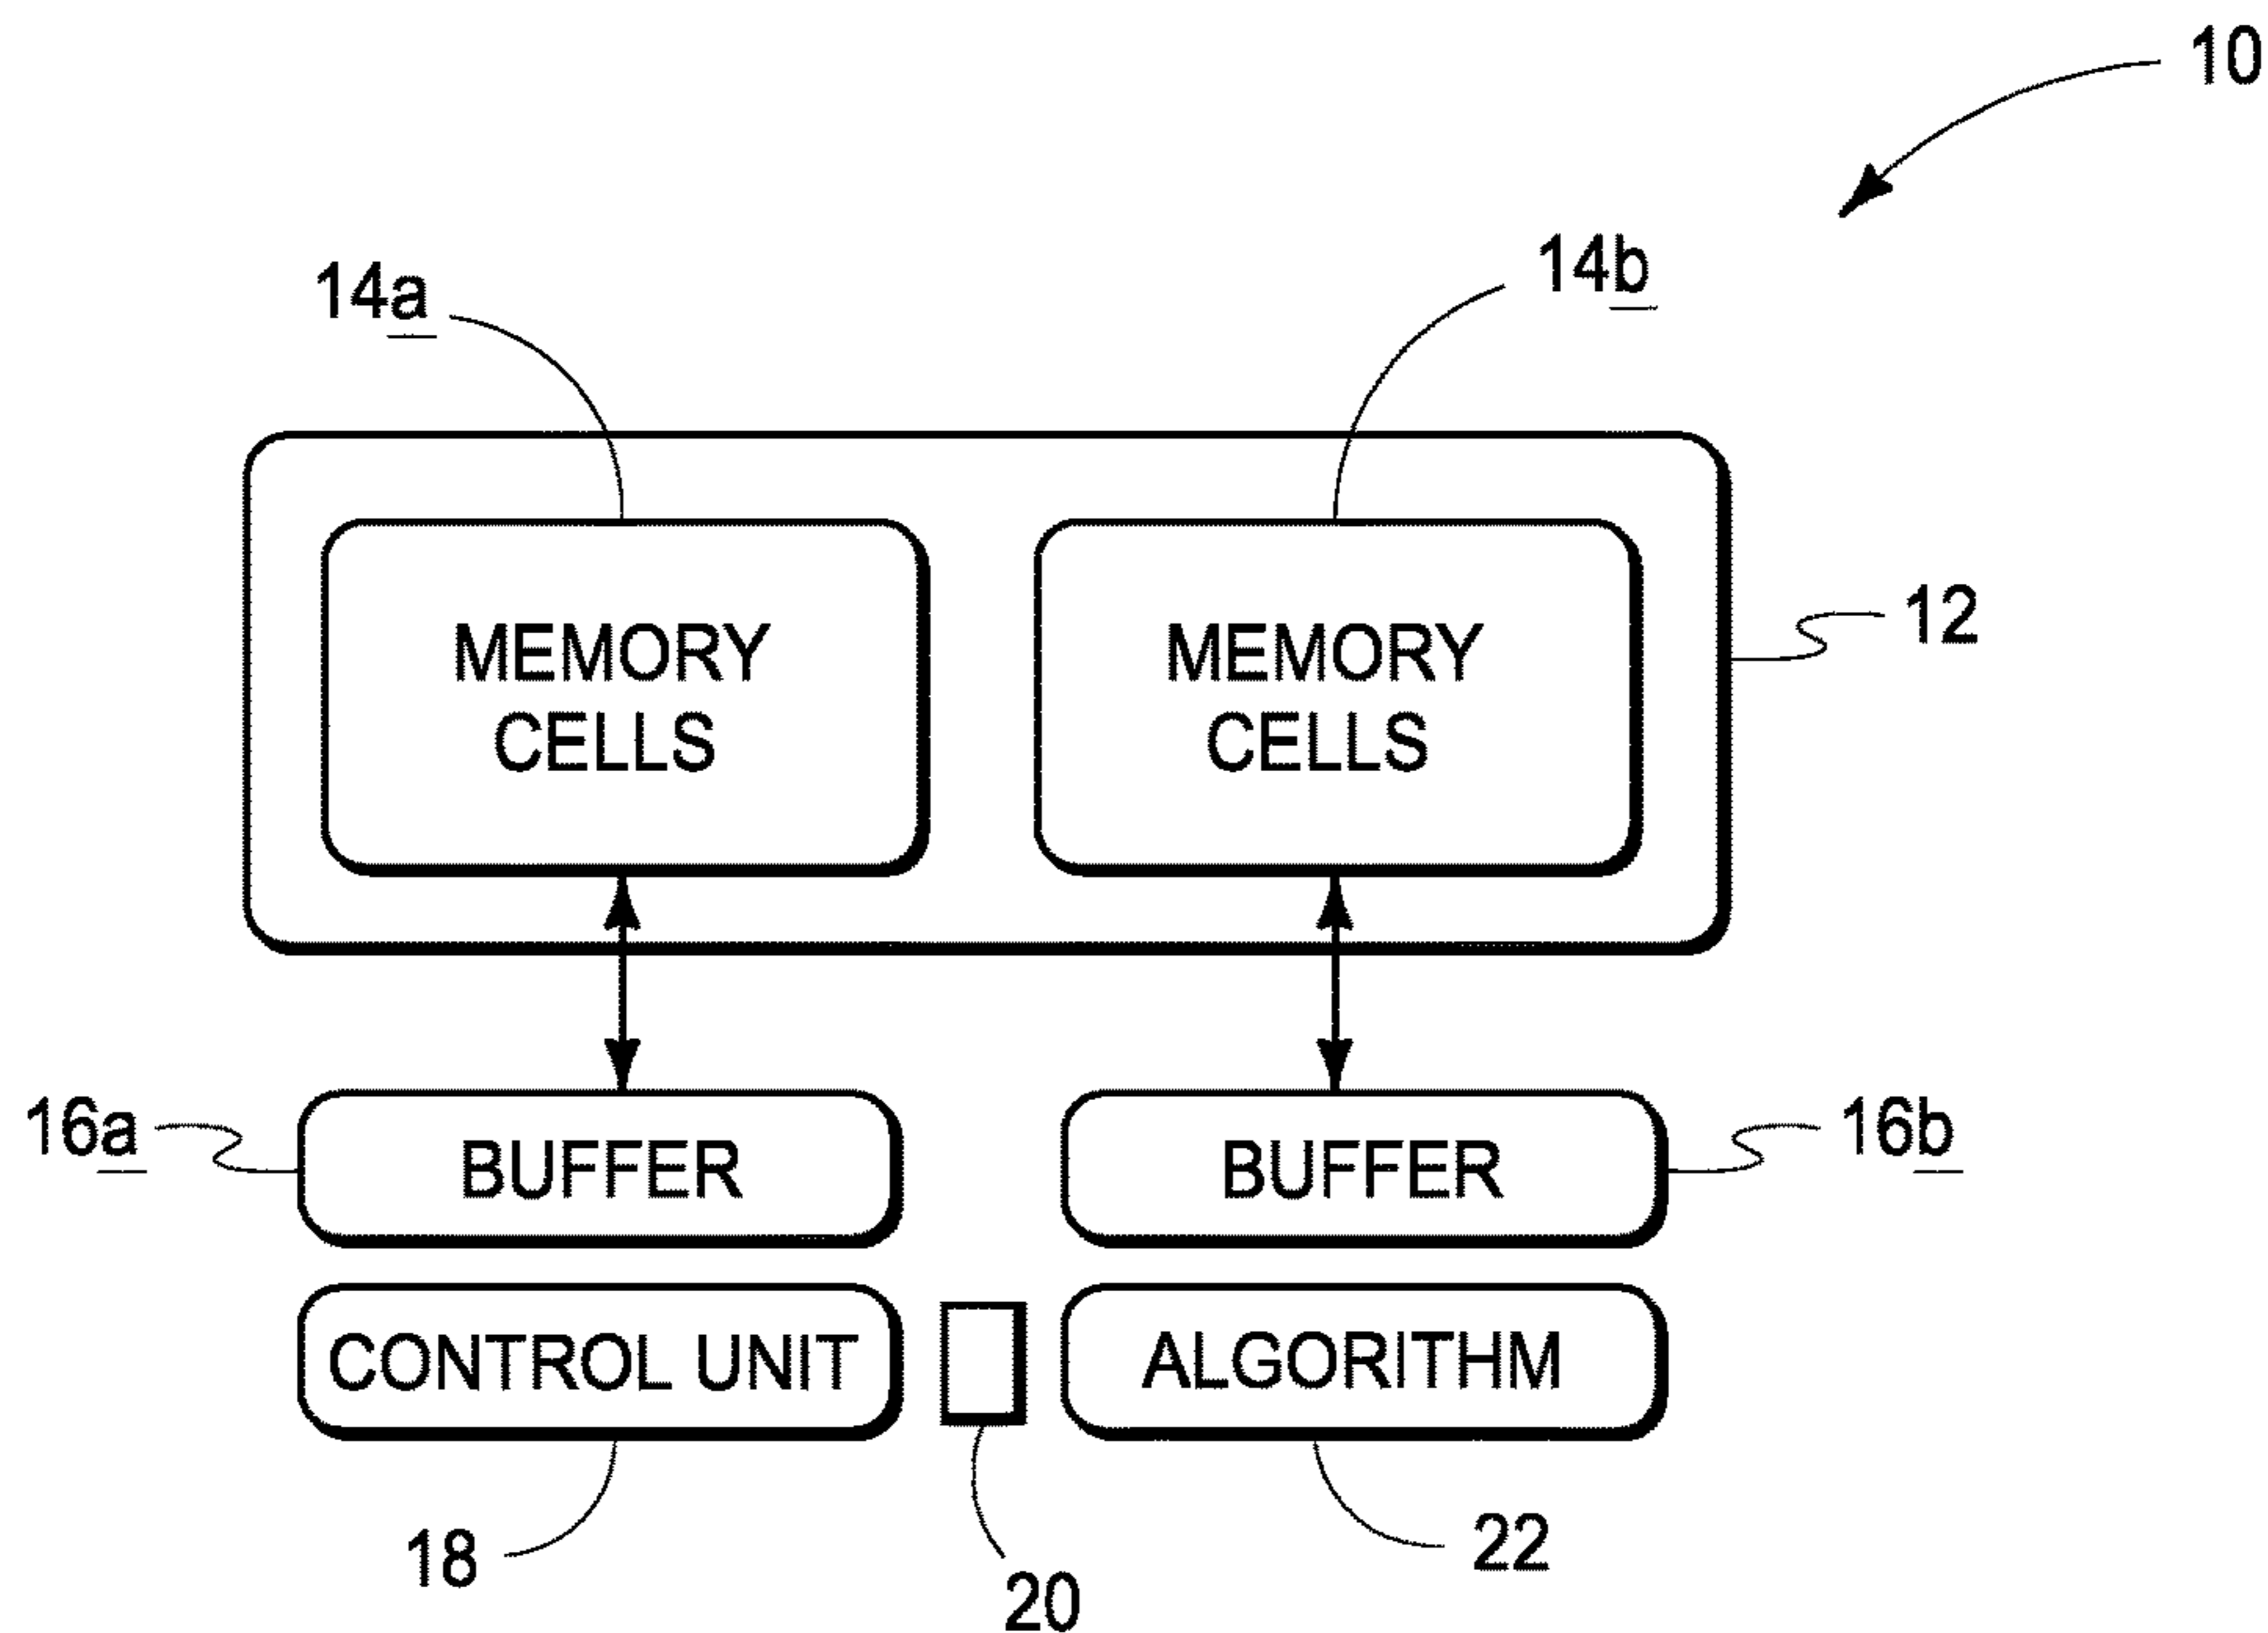 10
14a
14b
12
MEMORY
CELLS
MEMORY
CELLS
16a
BUFFER
BUFFER
16b
CONTROL UNIT
ALGORITHM
18
20
22